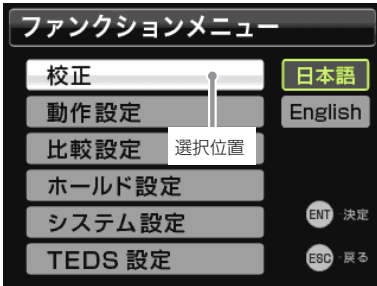 ファンクションメニュー
校正
日本語
動作設定
English
比較設定
選択位置
ホールド設定
システム設定
ENT -決定
TEDS 設定
ESC -戻る